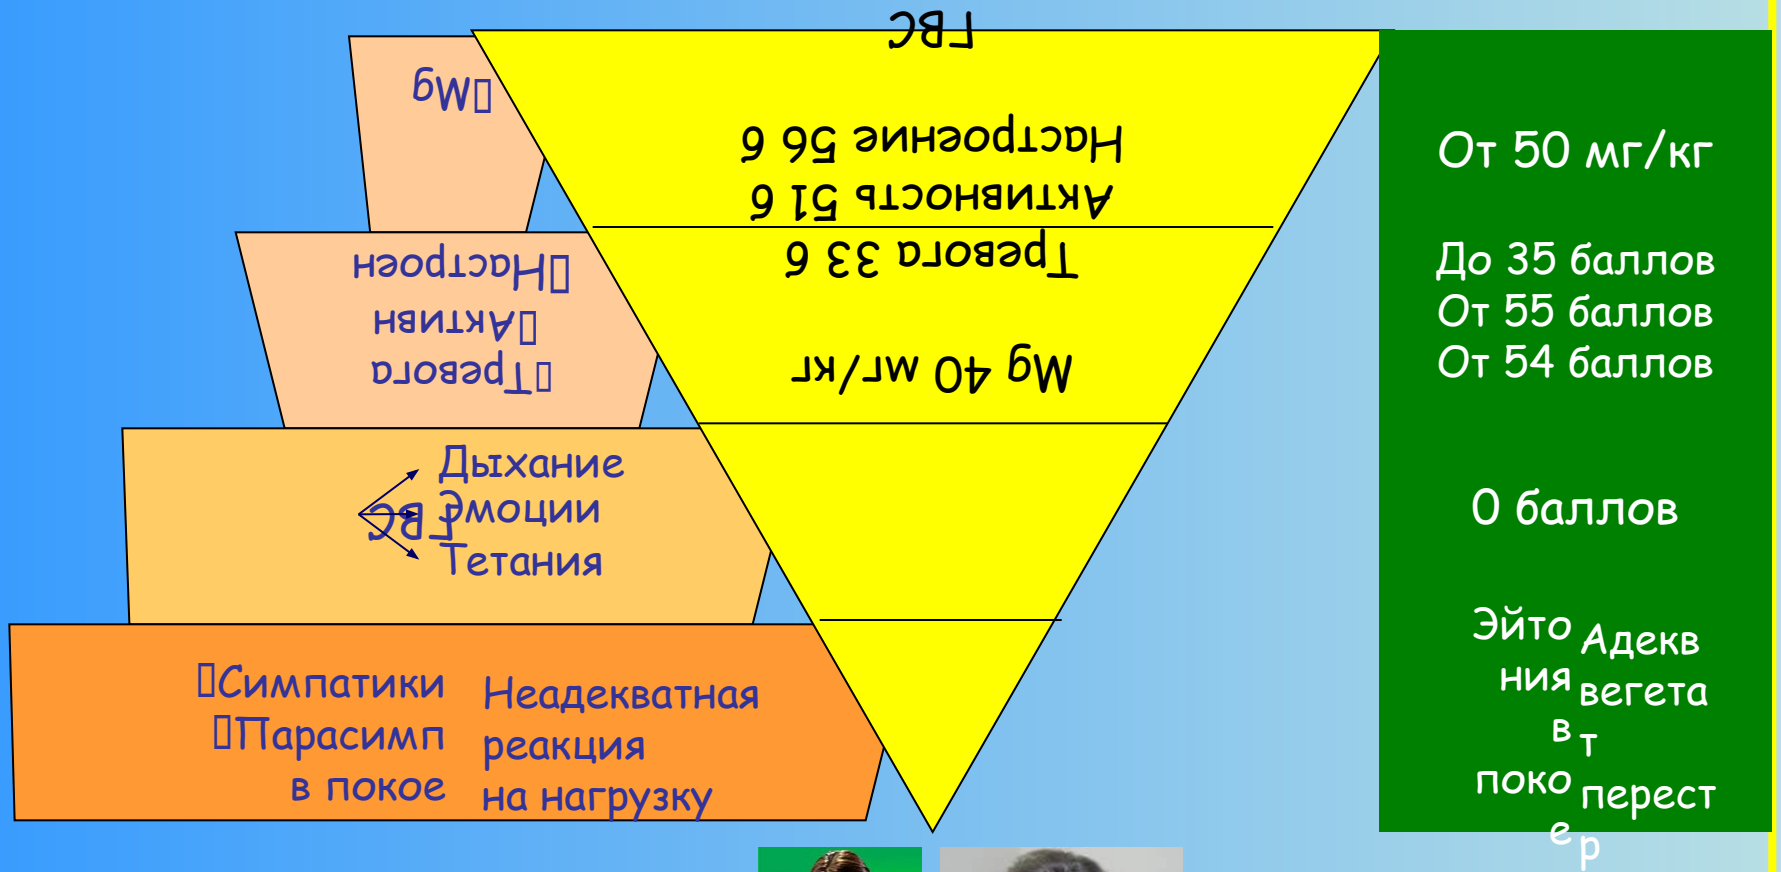 ▯Mg
▯Настроен
▯Активн
▯Тревога
ГВС
Дыхание
Эмоции
Тетания
▯Симпатики
▯Парасимп
в покое
Неадекватная
реакция
на нагрузку
Mg 40 мг/кг
Тревога 33 б
Активность 51 б
Настроение 56 б
ГВС
От 50 мг/кг
До 35 баллов
От 55 баллов
От 54 баллов
0 баллов
Эйто
ния
в
поко
е
Адекв
вегета
т
перест
р